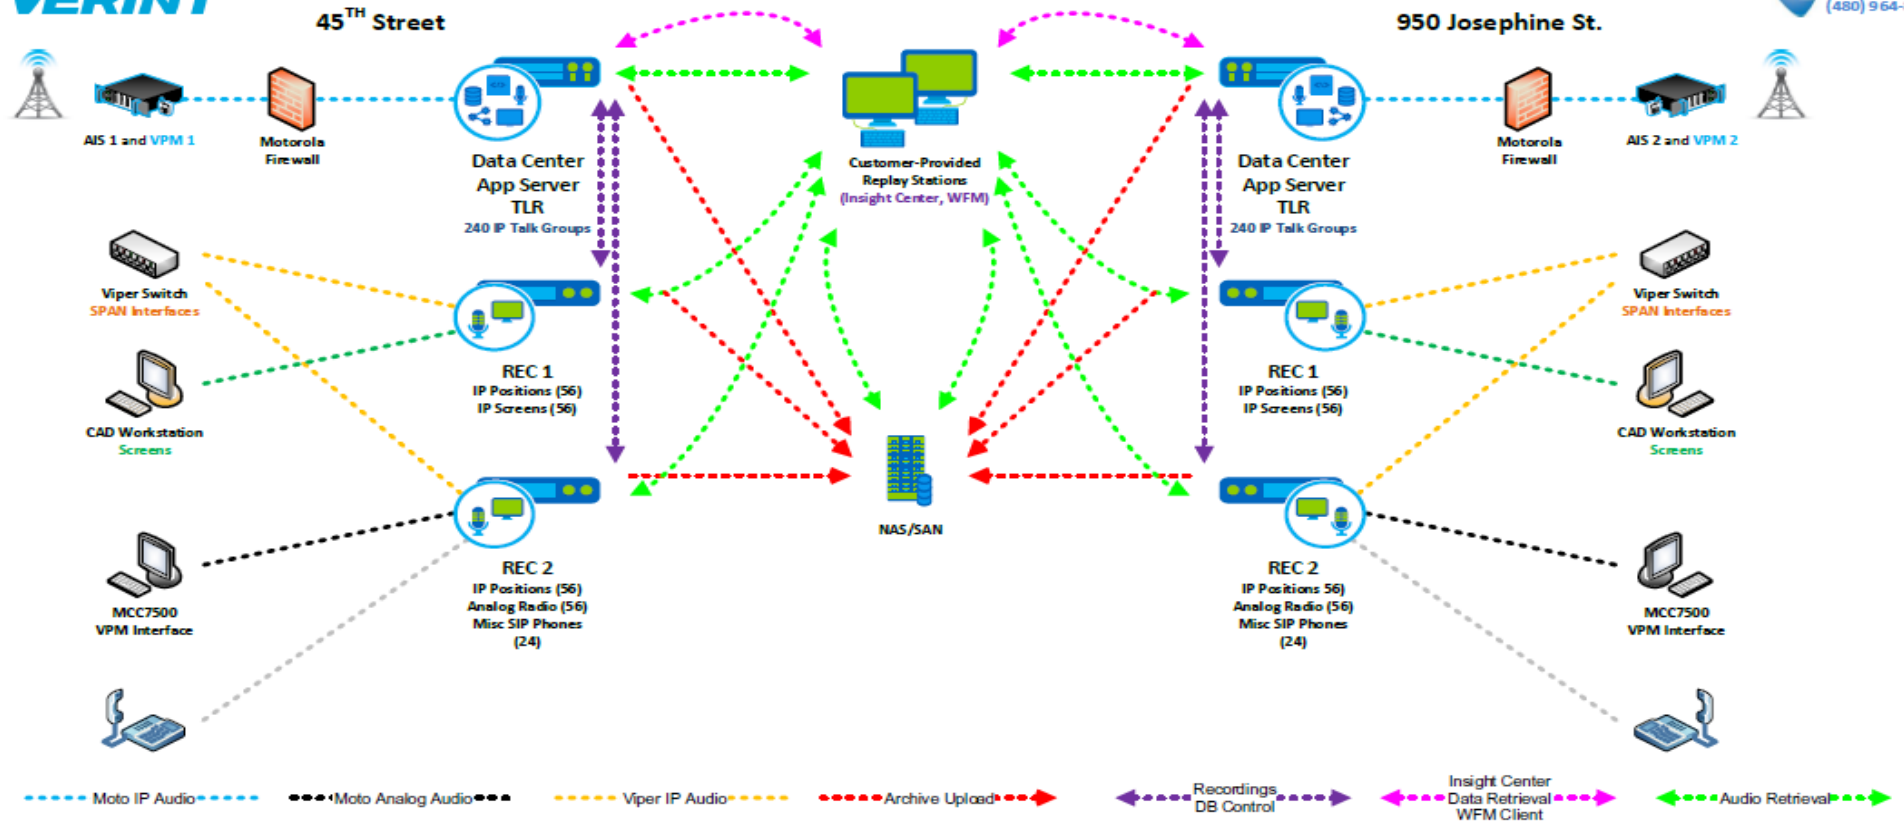 VERINT
45TH Street
950 Josephine St.
(480) 964-
AIS 1 and VPM 1
Motorola
Firewall
Data Center
App Server
TLR
240 IP Talk Groups
Customer-Provided
Replay Stations
(Insight Center, WFM)
Data Center
App Server
TLR
240 IP Talk Groups
Motorola
Firewall
AIS 2 and VPM 2
Viper Switch
SPAN Interfaces
REC 1
IP Positions (56)
IP Screens (56)
REC 1
IP Positions (56)
IP Screens (56)
Viper Switch
SPAN Interfaces
CAD Workstation
Screens
NAS/SAN
CAD Workstation
Screens
MCC7500
VPM Interface
REC 2
IP Positions (56)
Analog Radio (56)
Misc SIP Phones
(24)
REC 2
IP Positions 56)
Analog Radio (56)
Misc SIP Phones
(24)
MCC7500
VPM Interface
Moto IP Audio
Moto Analog Audio
Viper IP Audio
Archive Upload
Recordings
DB Control
Insight Center
Data Retrieval
WFM Client
Audio Retrieval